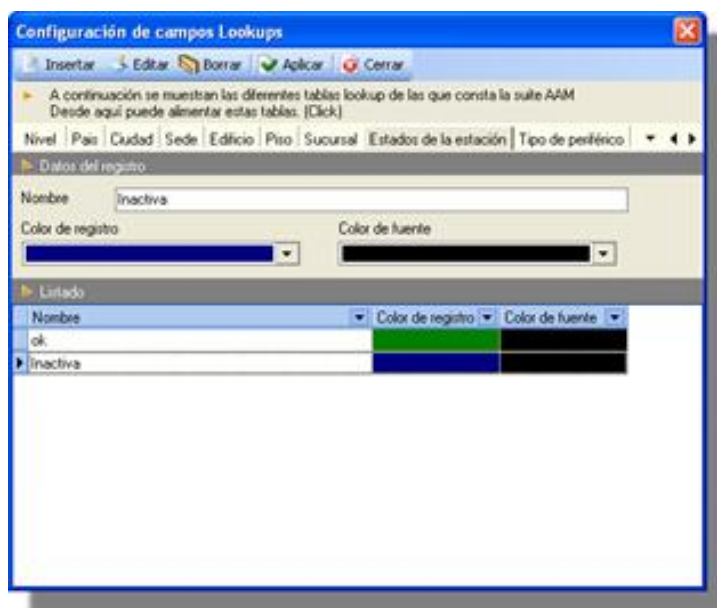 Configuración de campos Lookups
Insertar Editar Borrar Aplicar Cerrar
A continuación se muestran las diferentes tablas lookup de las que consta la suite AAM
Desde aquí puede alimentar estas tablas. (Click)
Nivel Pais Ciudad Sede Edificio Piso Sucursal Estados de la estación Tipo de periférico
Datos del registro
Nombre Inactiva
Color de registro Color de fuente
Listado
Nombre Color de registro Color de fuente
ok
Inactiva